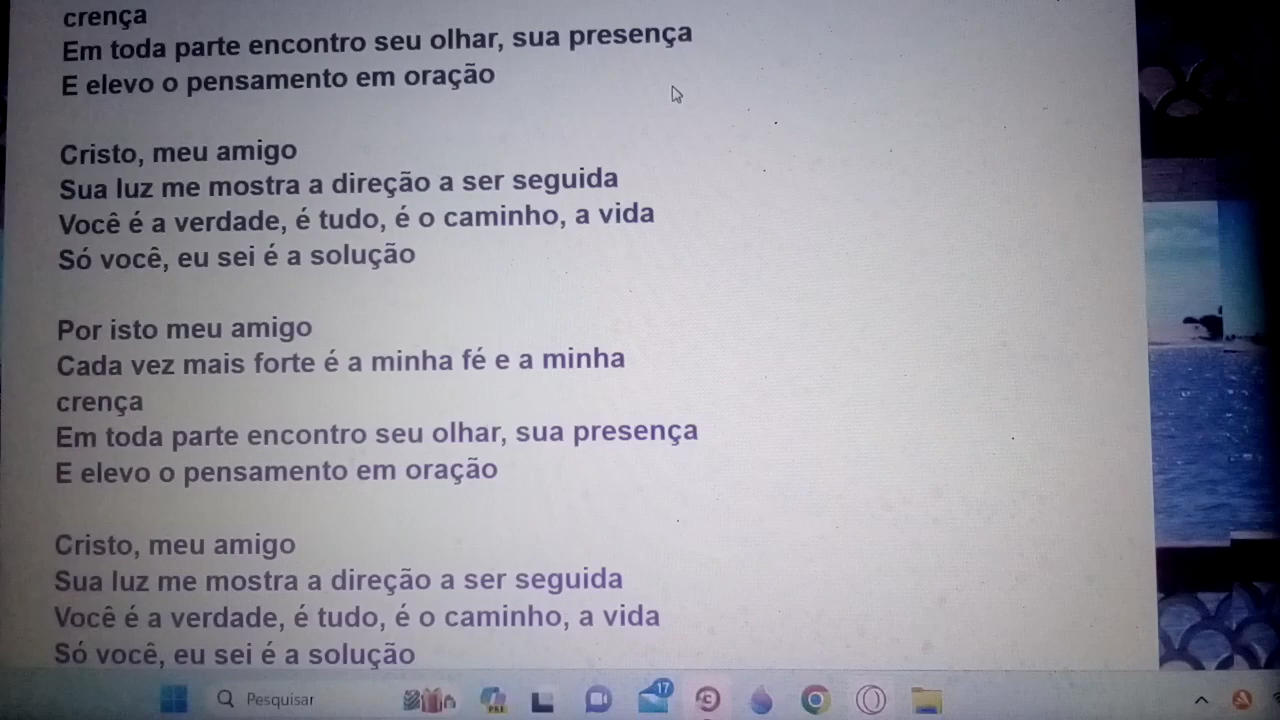 crença
Em toda parte encontro seu olhar, sua presença
E elevo o pensamento em oração
Cristo, meu amigo
Sua luz me mostra a direção a ser seguida
Você é a verdade, é tudo, é o caminho, a vida
Só você, eu sei é a solução
Por isto meu amigo
Cada vez mais forte é a minha fé e a minha
crença
Em toda parte encontro seu olhar, sua presença
E elevo o pensamento em oração
Cristo, meu amigo
Sua luz me mostra a direção a ser seguida
Você é a verdade, é tudo, é o caminho, a vida
Só você, eu sei é a solução
Pesquisar
PRE
17